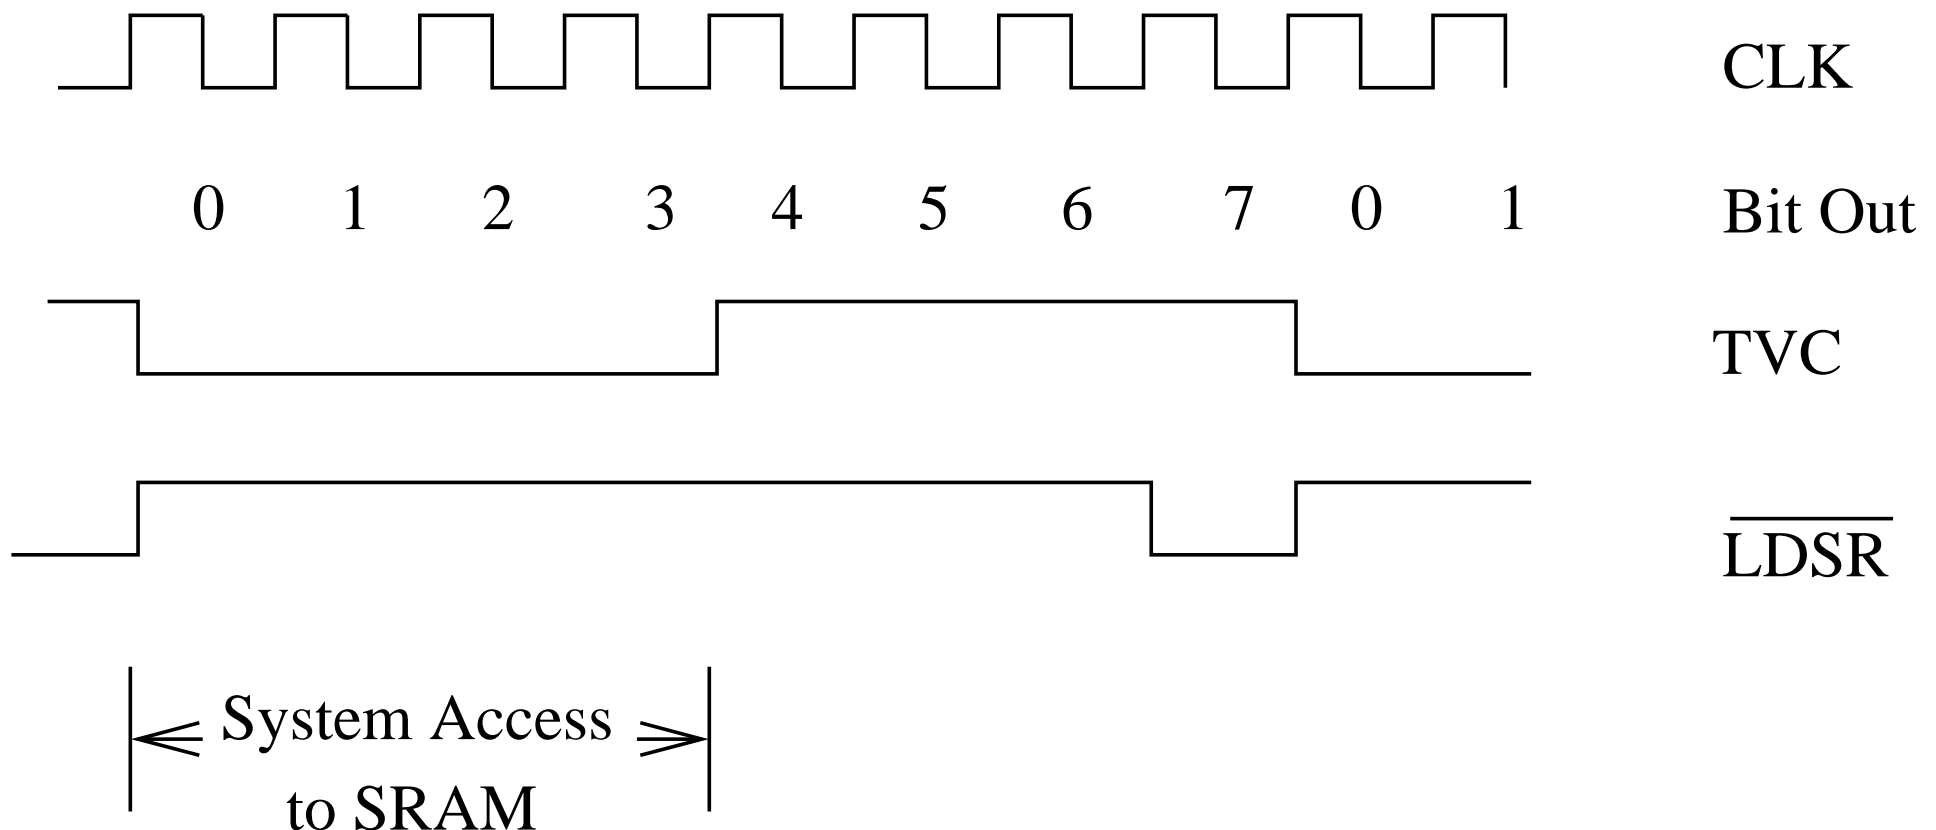 CLK
0 1 2 3 4 5 6 7 0 1 Bit Out
TVC
LDSR
System Access
to SRAM